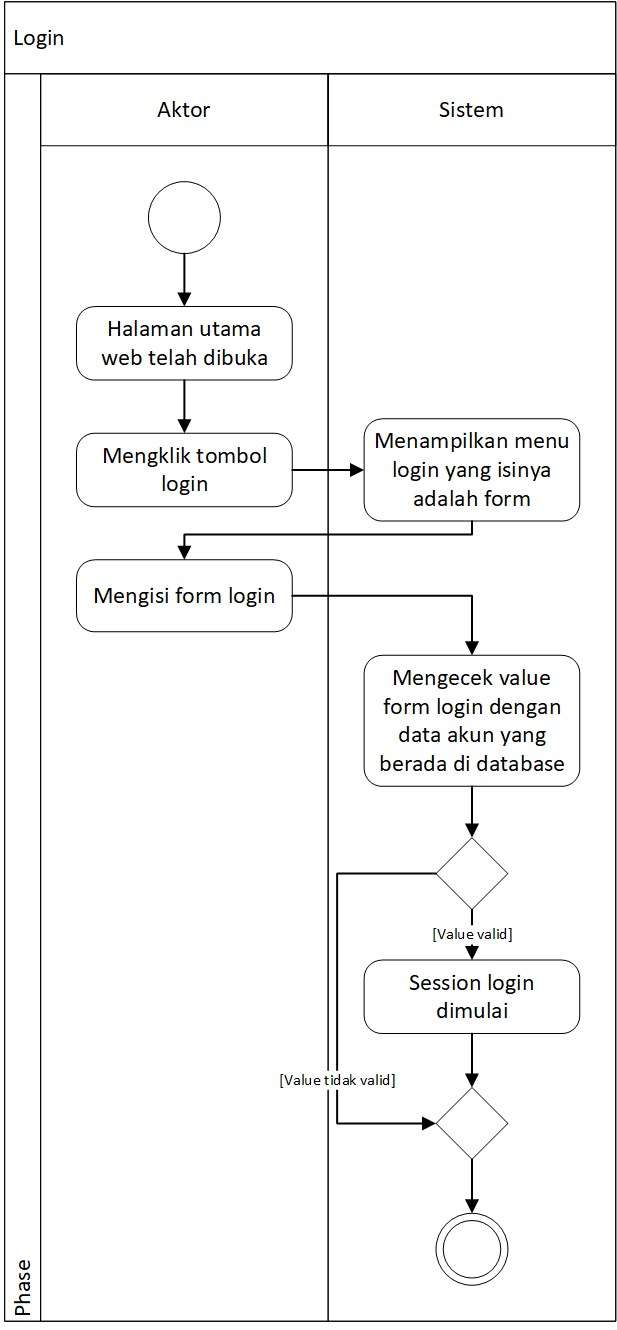 Login
Aktor
Sistem
Halaman utama
web telah dibuka
Mengklik tombol
login
Menampilkan menu
login yang isinya
adalah form
Mengisi form login
Mengecek value
form login dengan
data akun yang
berada di database
[Value valid]
Session login
dimulai
[Value tidak valid]
Phase